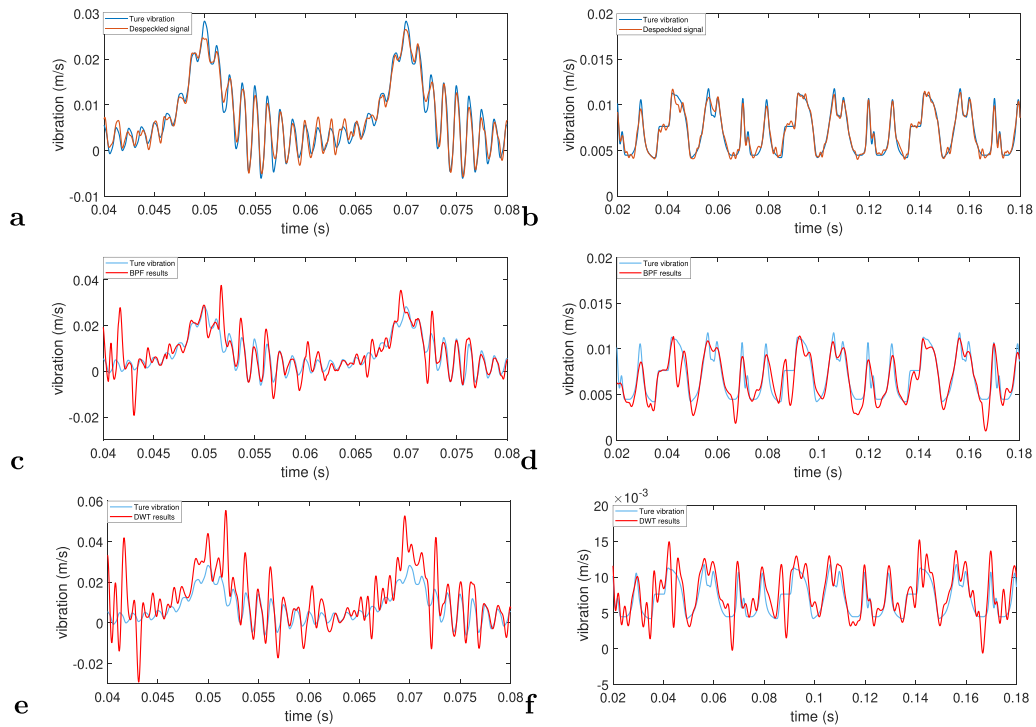 0.03
0.02
0.01
0
-0.01
vibration (m/s)
Ture vibration
Despeckled signal
0.04 0.045 0.05 0.055 0.06 0.065 0.07 0.075 0.08
time (s)
a
0.02
0.015
0.01
0.005
0
vibration (m/s)
Ture vibration
Despeckled signal
0.02 0.04 0.06 0.08 0.1 0.12 0.14 0.16 0.18
time (s)
b
0.04
0.02
0
-0.02
vibration (m/s)
Ture vibration
BPF results
0.04 0.045 0.05 0.055 0.06 0.065 0.07 0.075 0.08
time (s)
c
0.02
0.015
0.01
0.005
0
vibration (m/s)
Ture vibration
BPF results
0.02 0.04 0.06 0.08 0.1 0.12 0.14 0.16 0.18
time (s)
d
0.06
0.04
0.02
0
-0.02
vibration (m/s)
Ture vibration
DWT results
0.04 0.045 0.05 0.055 0.06 0.065 0.07 0.075 0.08
time (s)
e
×10⁻³
20
15
10
5
0
-5
vibration (m/s)
Ture vibration
DWT results
0.02 0.04 0.06 0.08 0.1 0.12 0.14 0.16 0.18
time (s)
f